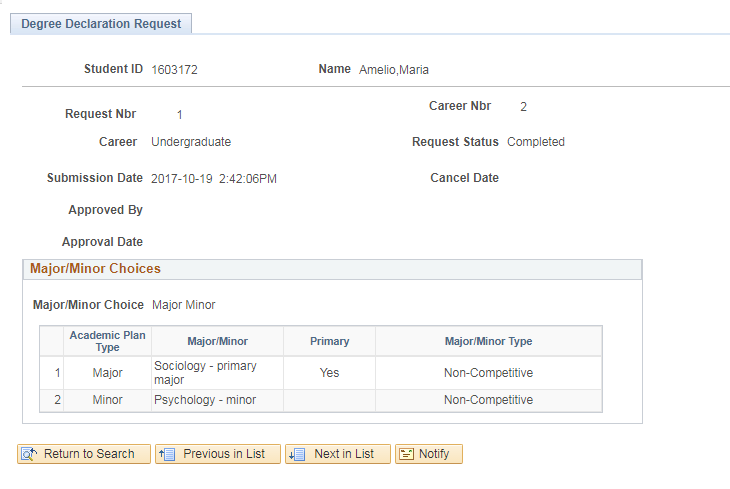 Degree Declaration Request
Student ID 1603172 Name Amelio,Maria
Request Nbr 1 Career Nbr 2
Career Undergraduate Request Status Completed
Submission Date 2017-10-19 2:42:06PM Cancel Date
Approved By
Approval Date
Major/Minor Choices
Major/Minor Choice Major Minor
Academic Plan Type Major/Minor Primary Major/Minor Type
1 Major Sociology - primary major Yes Non-Competitive
2 Minor Psychology - minor Non-Competitive
Return to Search Previous in List Next in List Notify